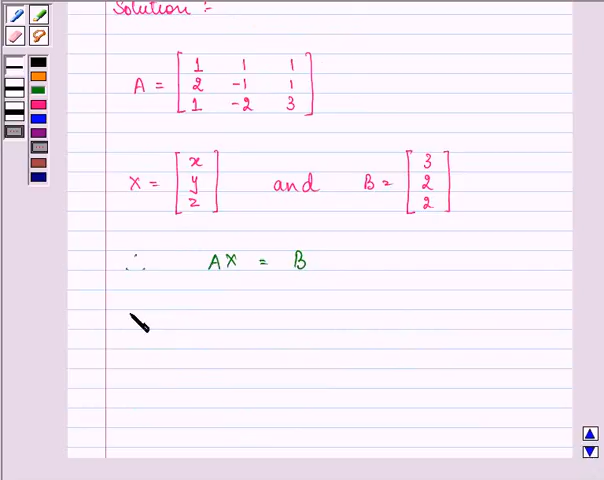 Solution :-
A = [ 1 1 1
2 -1 1
1 -2 3 ]
X = [ x
y
z ] and B = [ 3
2
2 ]
∴ AX = B